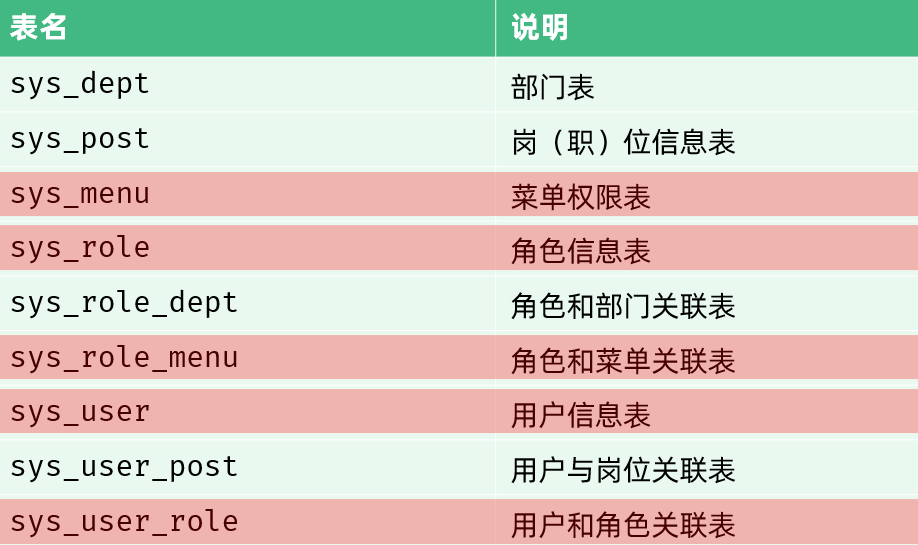 表名 说明
sys_dept 部门表
sys_post 岗（职）位信息表
sys_menu 菜单权限表
sys_role 角色信息表
sys_role_dept 角色和部门关联表
sys_role_menu 角色和菜单关联表
sys_user 用户信息表
sys_user_post 用户与岗位关联表
sys_user_role 用户和角色关联表